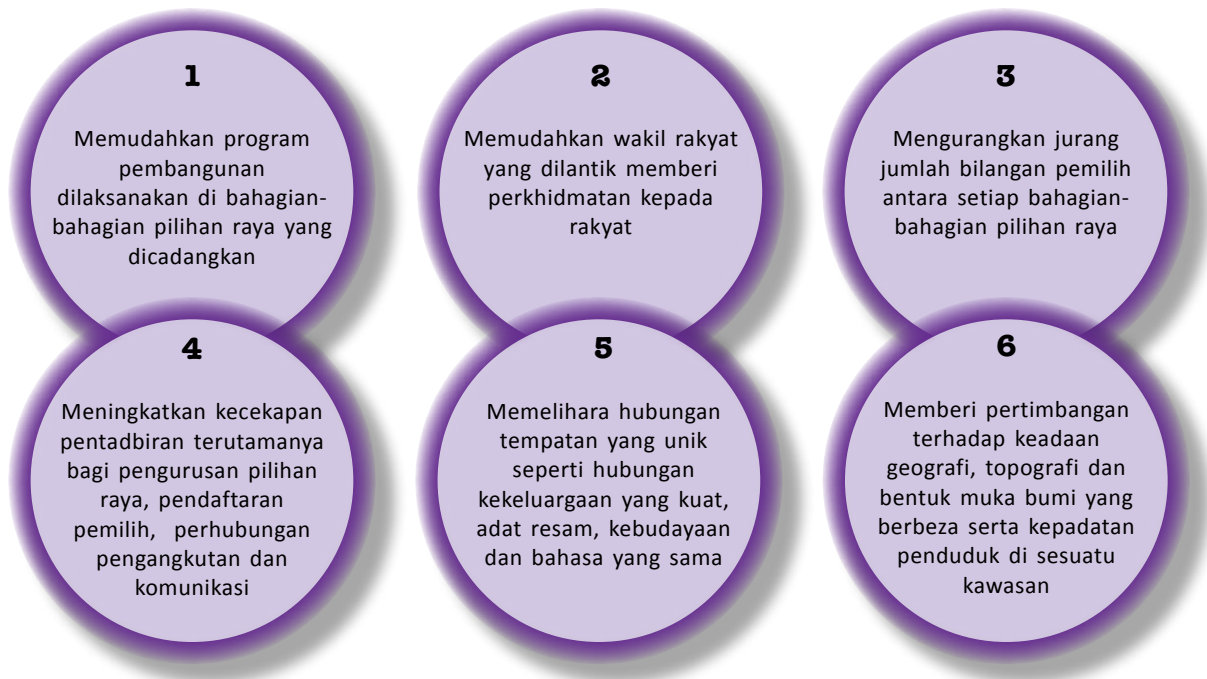 1
Memudahkan program
pembangunan
dilaksanakan di bahagian-
bahagian pilihan raya yang
dicadangkan
2
Memudahkan wakil rakyat
yang dilantik memberi
perkhidmatan kepada
rakyat
3
Mengurangkan jurang
jumlah bilangan pemilih
antara setiap bahagian-
bahagian pilihan raya
4
Meningkatkan kecekapan
pentadbiran terutamanya
bagi pengurusan pilihan
raya, pendaftaran
pemilih, perhubungan
pengangkutan dan
komunikasi
5
Memelihara hubungan
tempatan yang unik
seperti hubungan
kekeluargaan yang kuat,
adat resam, kebudayaan
dan bahasa yang sama
6
Memberi pertimbangan
terhadap keadaan
geografi, topografi dan
bentuk muka bumi yang
berbeza serta kepadatan
penduduk di sesuatu
kawasan